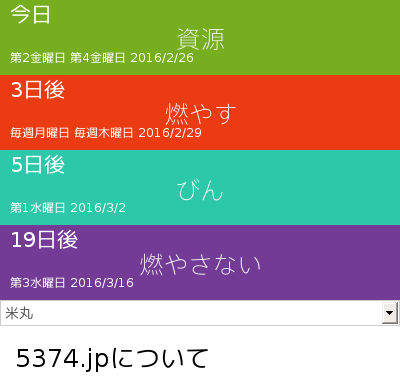 今日
資源
第2金曜日 第4金曜日 2016/2/26
3日後
燃やす
毎週月曜日 毎週木曜日 2016/2/29
5日後
びん
第1水曜日 2016/3/2
19日後
燃やさない
第3水曜日 2016/3/16
米丸
5374.jpについて